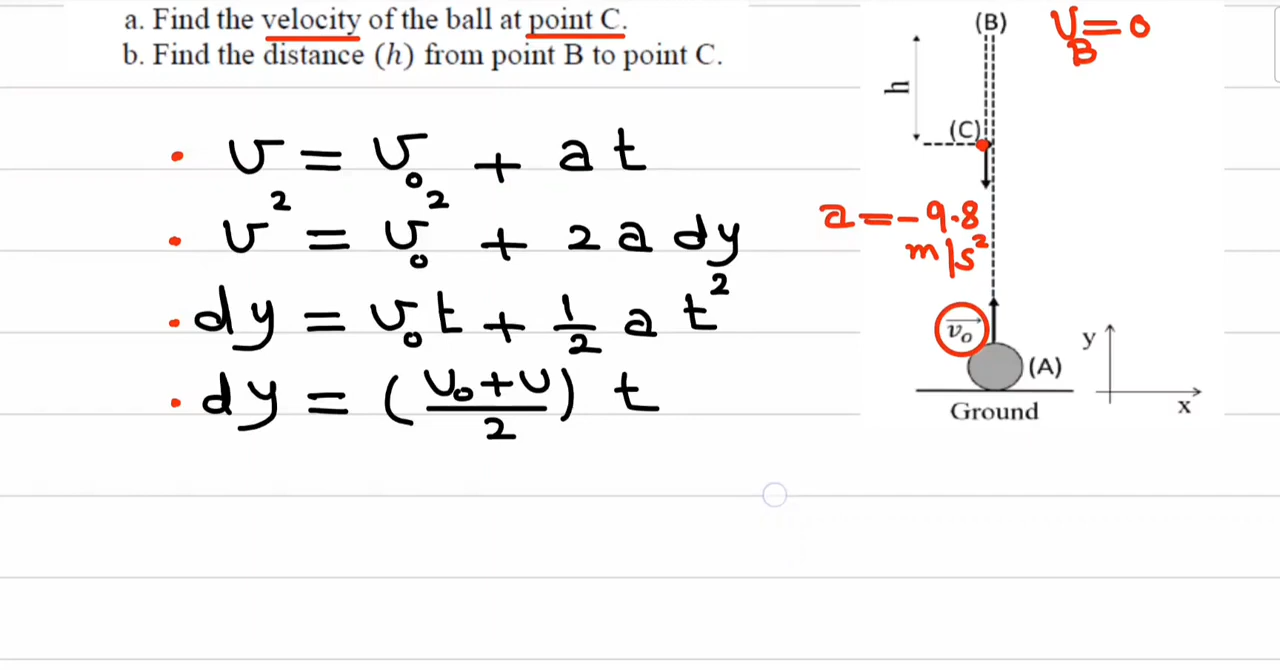 a. Find the velocity of the ball at point C.
b. Find the distance (h) from point B to point C.
• v = v₀ + at
• v² = v₀² + 2a dy
• dy = v₀t + 1/2 a t²
• dy = ((v₀+v)/2) t
(B)
V_B = 0
h
(C)
a = -9.8
m/s²
v₀
(A)
y
x
Ground